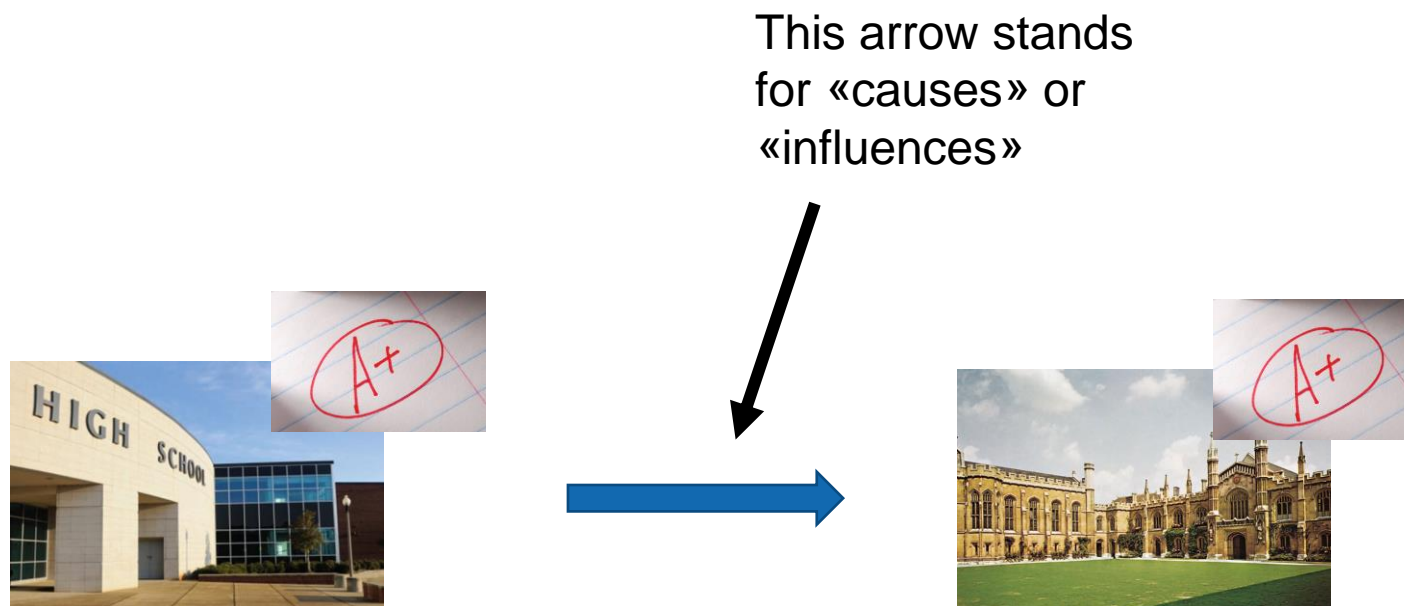 This arrow stands
for «causes» or
«influences»
A+
A+
HIGH SCHOOL